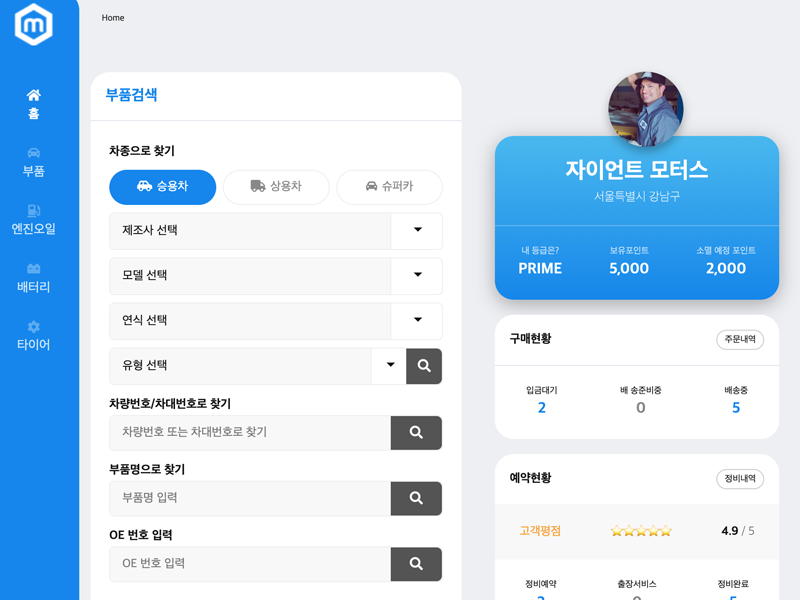 Home
홈
부품
엔진오일
배터리
타이어
부품검색
차종으로 찾기
승용차
상용차
슈퍼카
제조사 선택
모델 선택
연식 선택
유형 선택
차량번호/차대번호로 찾기
차량번호 또는 차대번호로 찾기
부품명으로 찾기
부품명 입력
OE 번호 입력
OE 번호 입력
자이언트 모터스
서울특별시 강남구
내 등급은? 보유포인트 소멸 예정 포인트
PRIME 5,000 2,000
구매현황 주문내역
입금대기 배 송준비중 배송중
2 0 5
예약현황 정비내역
고객평점 4.9 / 5
정비예약 출장서비스 정비완료